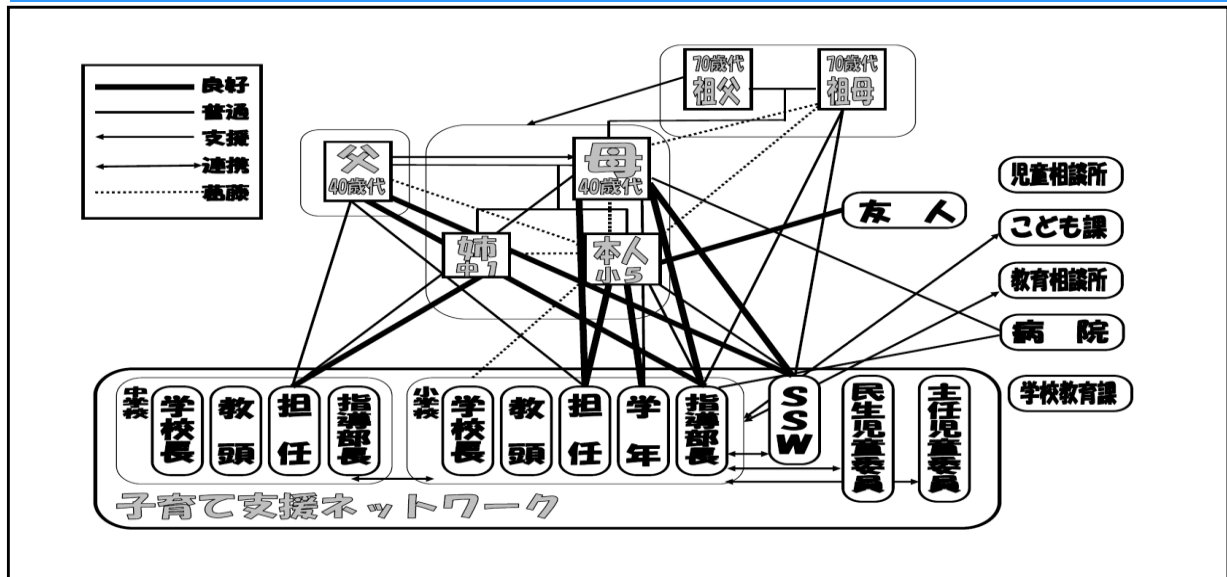 良好
普通
支援
連携
葛藤
70歳代
祖父
70歳代
祖母
父
40歳代
母
40歳代
姉
中1
本人
小5
友 人
児童相談所
こども課
教育相談所
病 院
学校教育課
中学校
学校長
教頭
担任
指導部長
小学校
学校長
教頭
担任
学年
指導部長
SSW
民生児童委員
主任児童委員
子育て支援ネットワーク